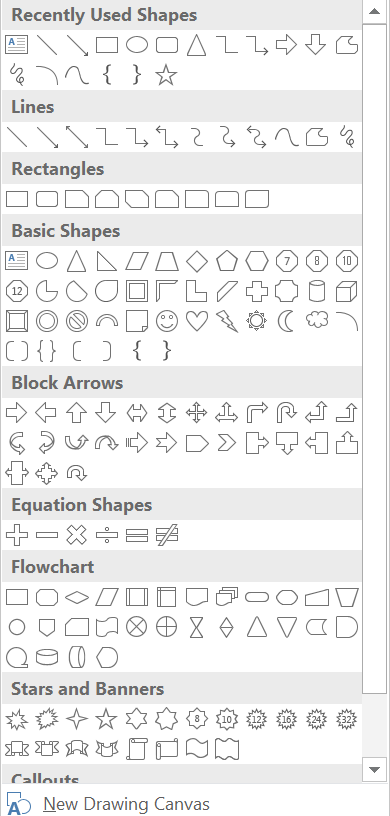 Recently Used Shapes
A
{ }
Lines
Rectangles
Basic Shapes
A 7 8 10
12
{ } { }
Block Arrows
Equation Shapes
Flowchart
Stars and Banners
8 10 12 16 24 32
Callouts
A New Drawing Canvas